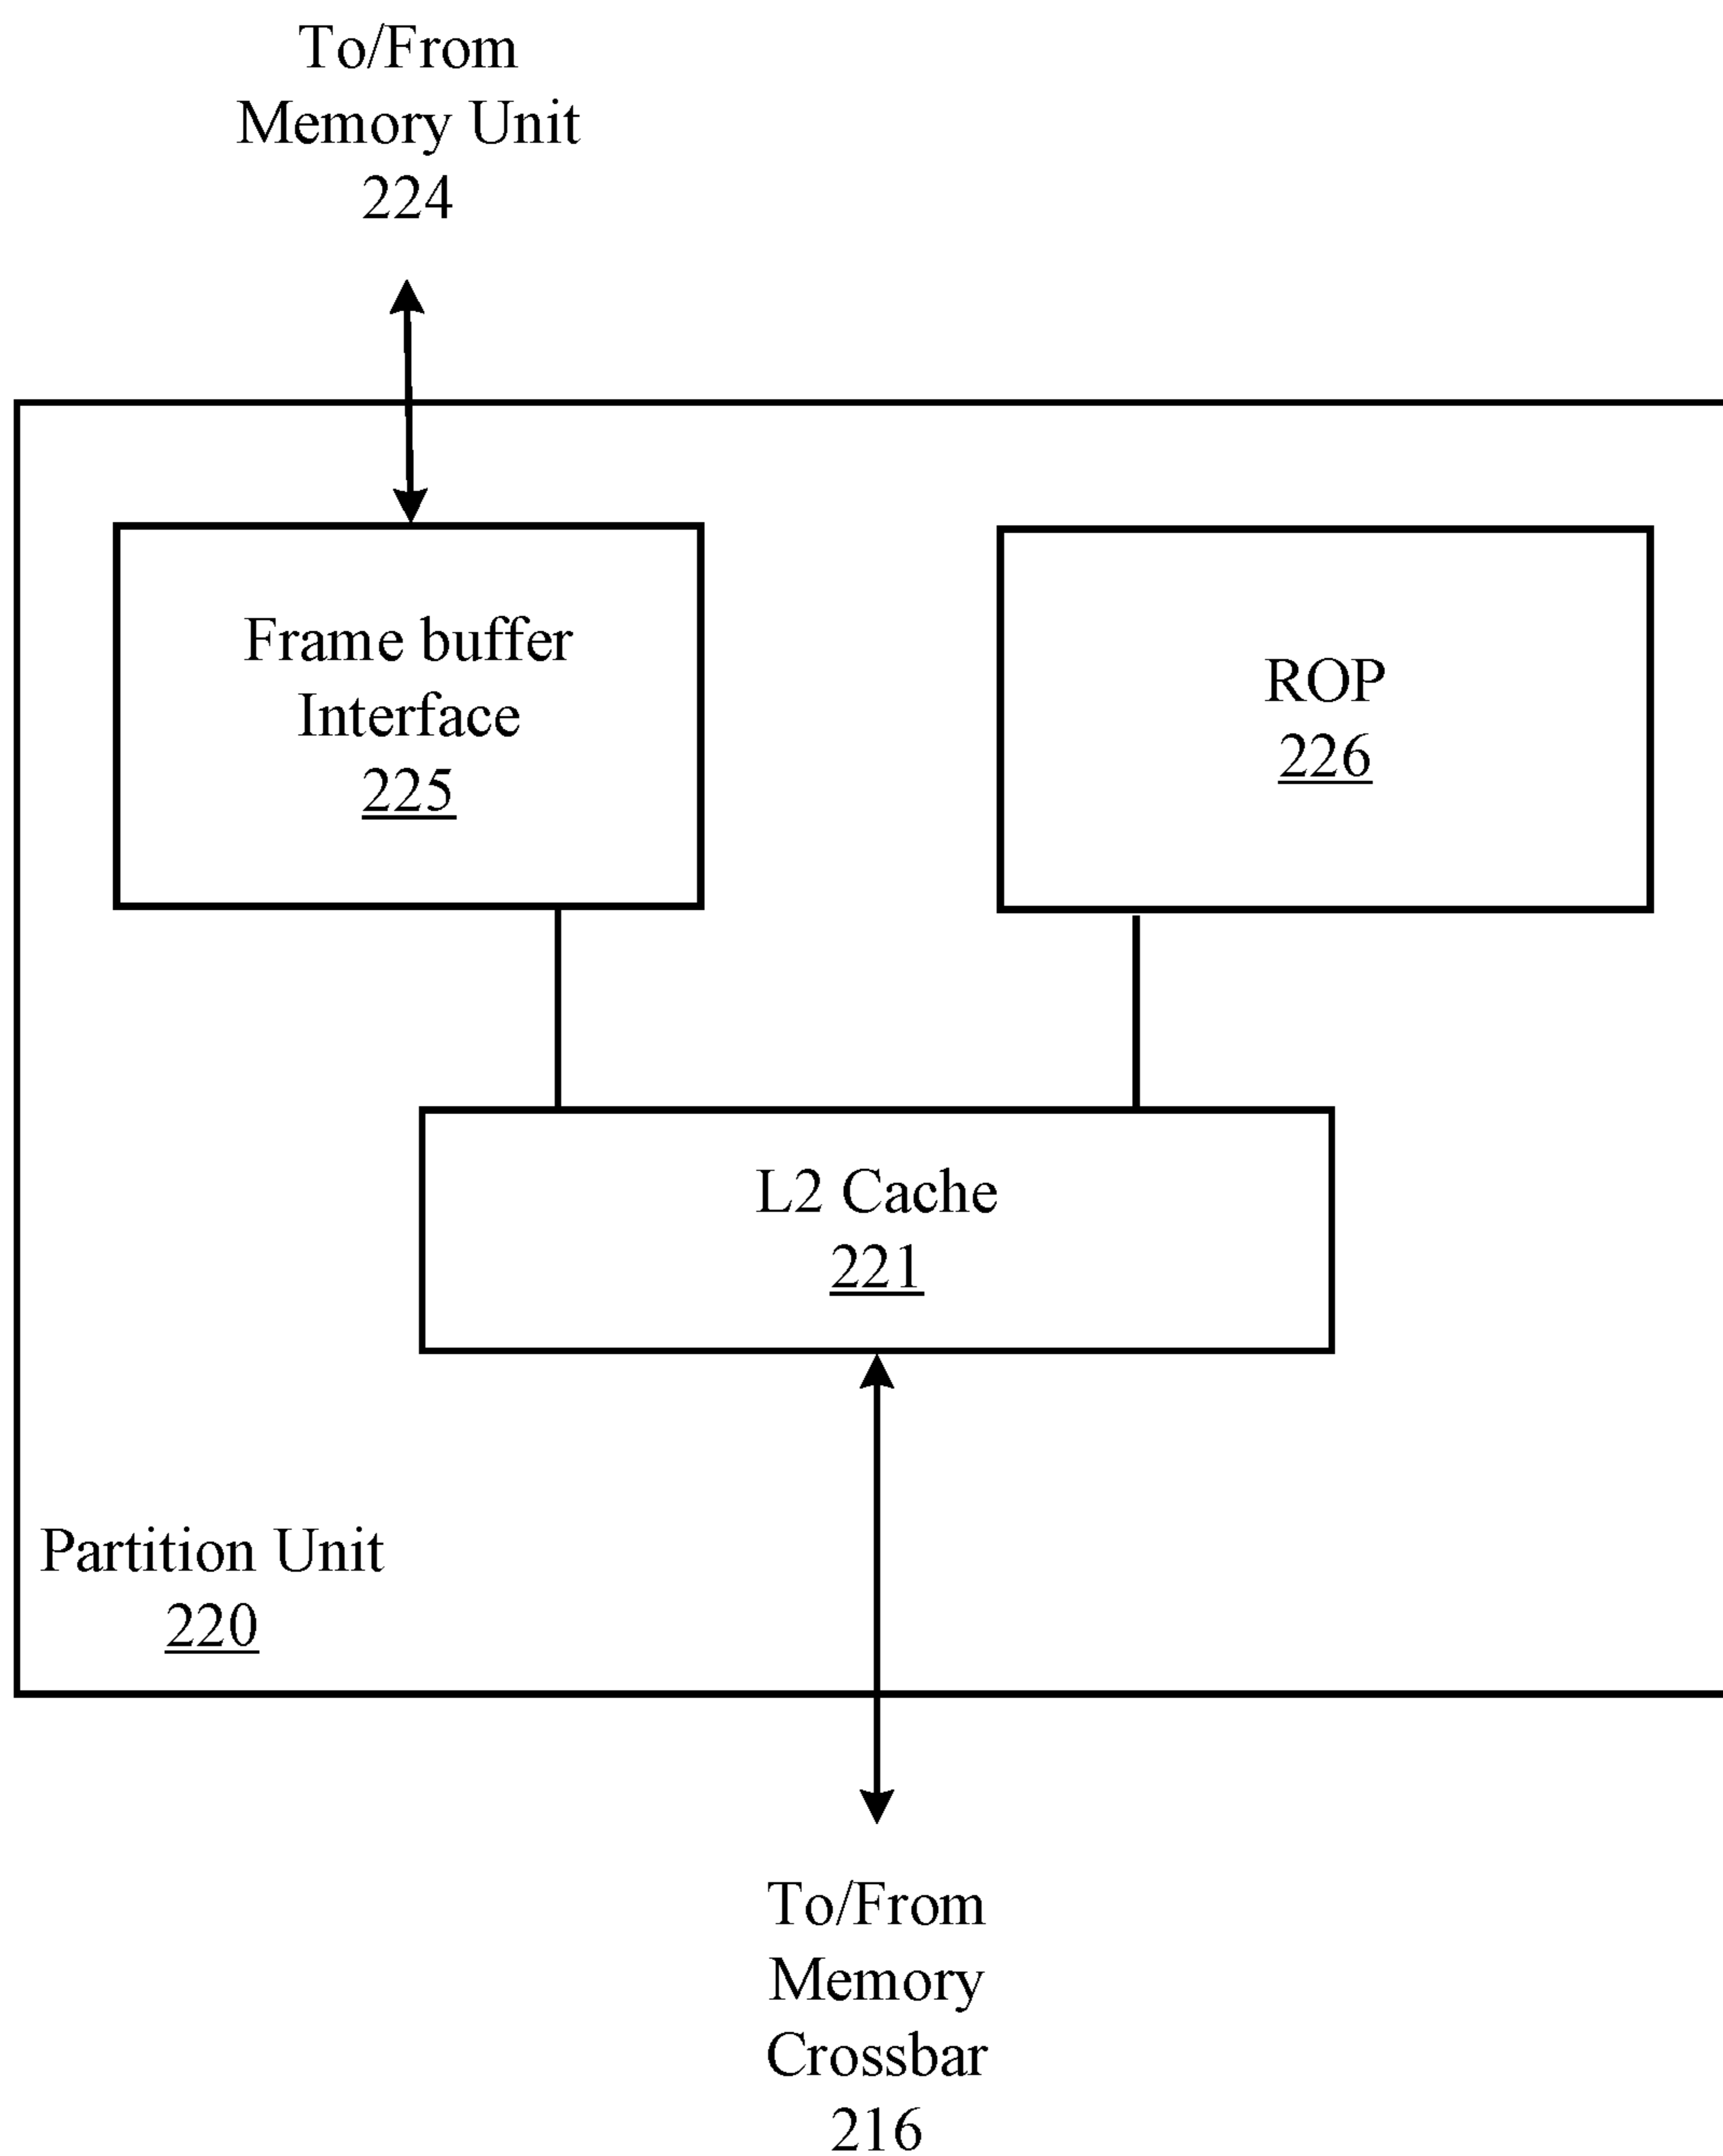 To/From
Memory Unit
224
Frame buffer
Interface
225
ROP
226
L2 Cache
221
Partition Unit
220
To/From
Memory
Crossbar
216